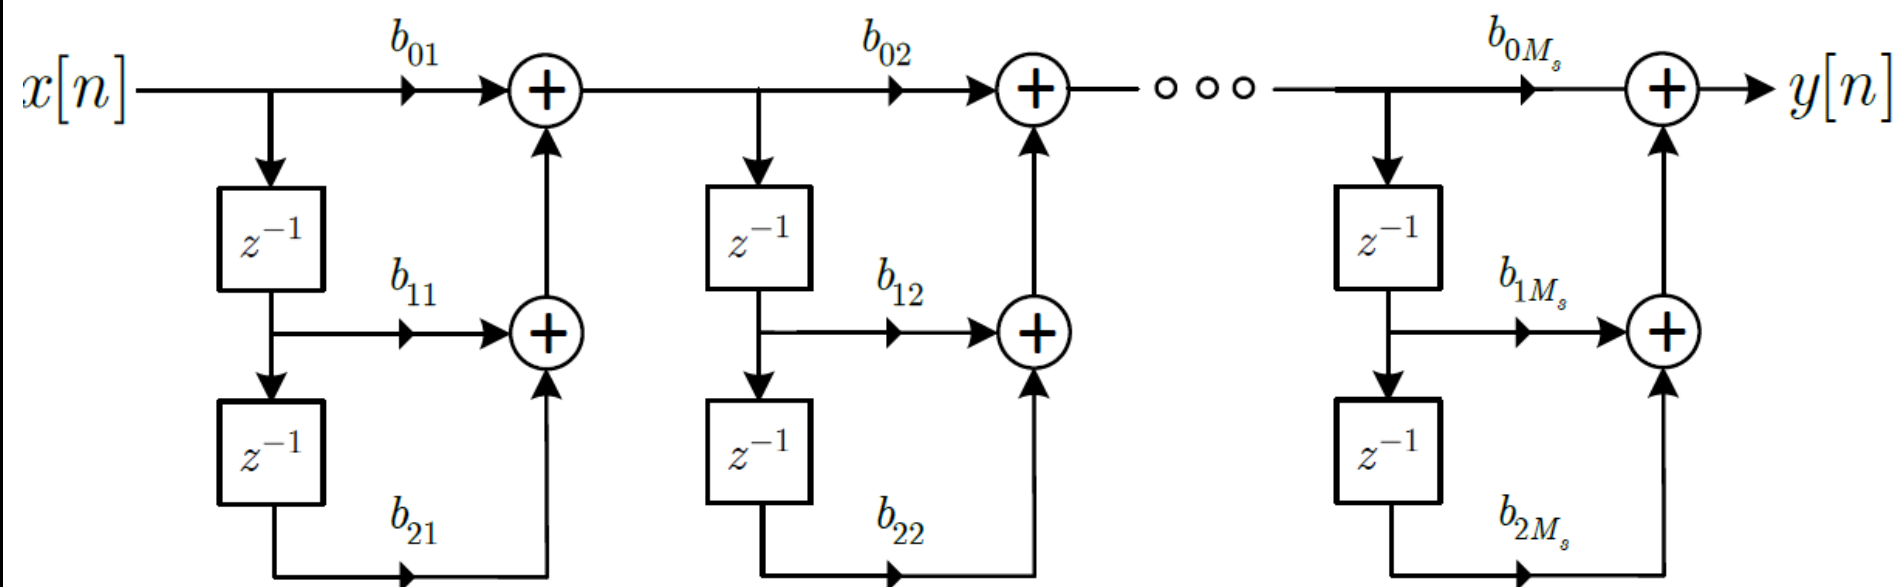 x[n] b₀₁ + b₀₂ + ○ ○ ○ b₀Mₛ + y[n]
z⁻¹ z⁻¹ z⁻¹
b₁₁ + b₁₂ + b₁Mₛ +
z⁻¹ z⁻¹ z⁻¹
b₂₁ b₂₂ b₂Mₛ